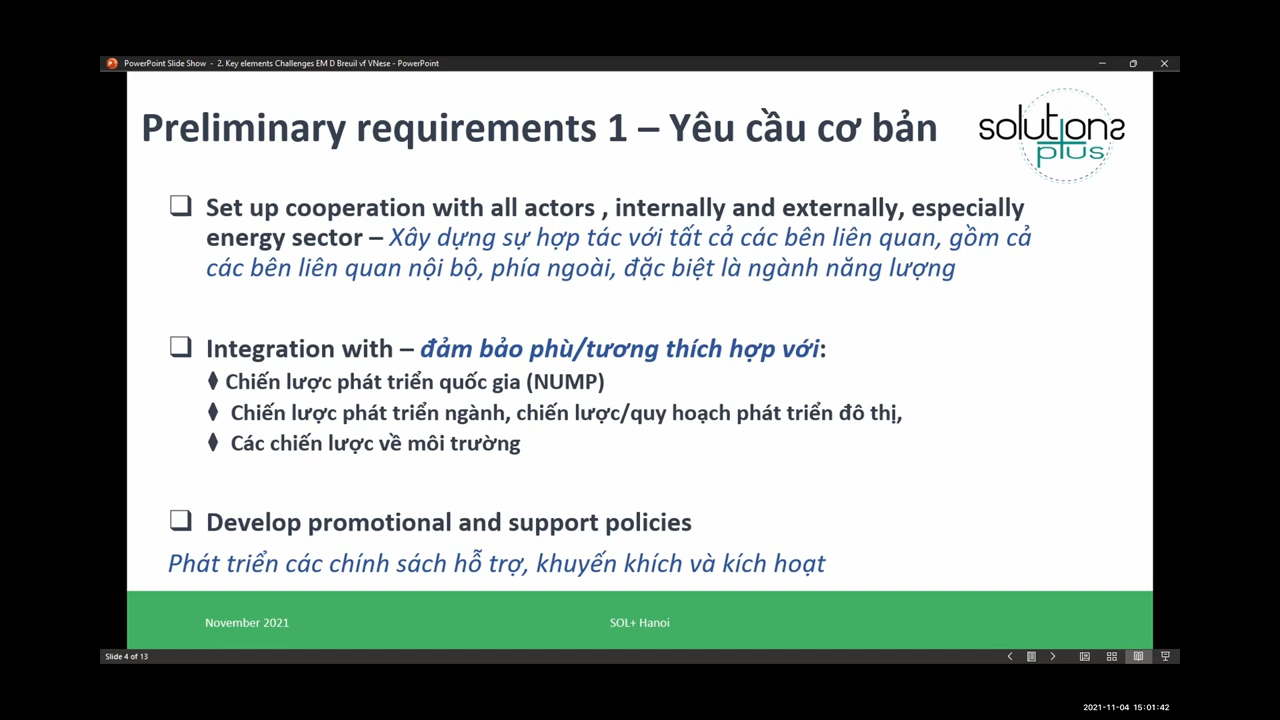 PowerPoint Slide Show - 2. Key elements Challenges EM D Breuil vf VNese - PowerPoint
Preliminary requirements 1 – Yêu cầu cơ bản
solutions
plus
Set up cooperation with all actors , internally and externally, especially
energy sector – Xây dựng sự hợp tác với tất cả các bên liên quan, gồm cả
các bên liên quan nội bộ, phía ngoài, đặc biệt là ngành năng lượng
Integration with – đảm bảo phù/tương thích hợp với:
Chiến lược phát triển quốc gia (NUMP)
Chiến lược phát triển ngành, chiến lược/quy hoạch phát triển đô thị,
Các chiến lược về môi trường
Develop promotional and support policies
Phát triển các chính sách hỗ trợ, khuyến khích và kích hoạt
November 2021
SOL+ Hanoi
Slide 4 of 13
2021-11-04 15:01:42